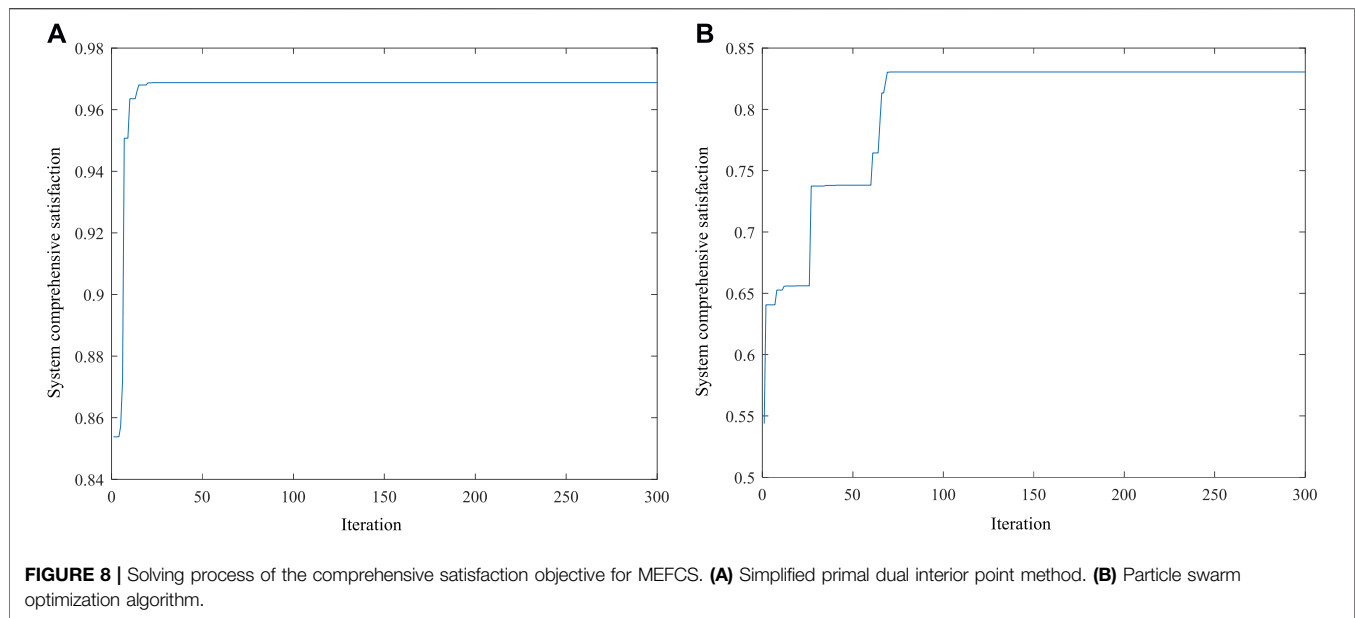 A
0.98
0.96
0.94
0.92
0.9
0.88
0.86
0.84
System comprehensive satisfaction
0 50 100 150 200 250 300
Iteration
B
0.85
0.8
0.75
0.7
0.65
0.6
0.55
0.5
System comprehensive satisfaction
0 50 100 150 200 250 300
Iteration
FIGURE 8 | Solving process of the comprehensive satisfaction objective for MEFCS. (A) Simplified primal dual interior point method. (B) Particle swarm
optimization algorithm.